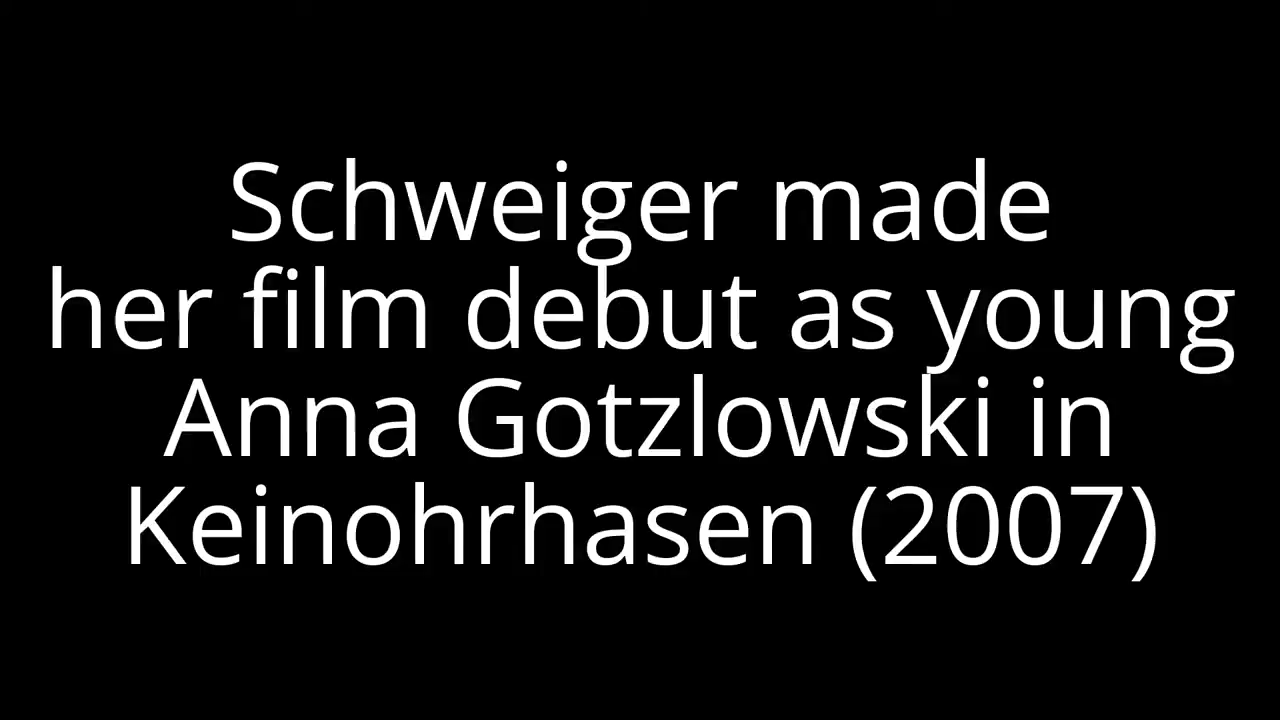 Schweiger made
her film debut as young
Anna Gotzlowski in
Keinohrhasen (2007)